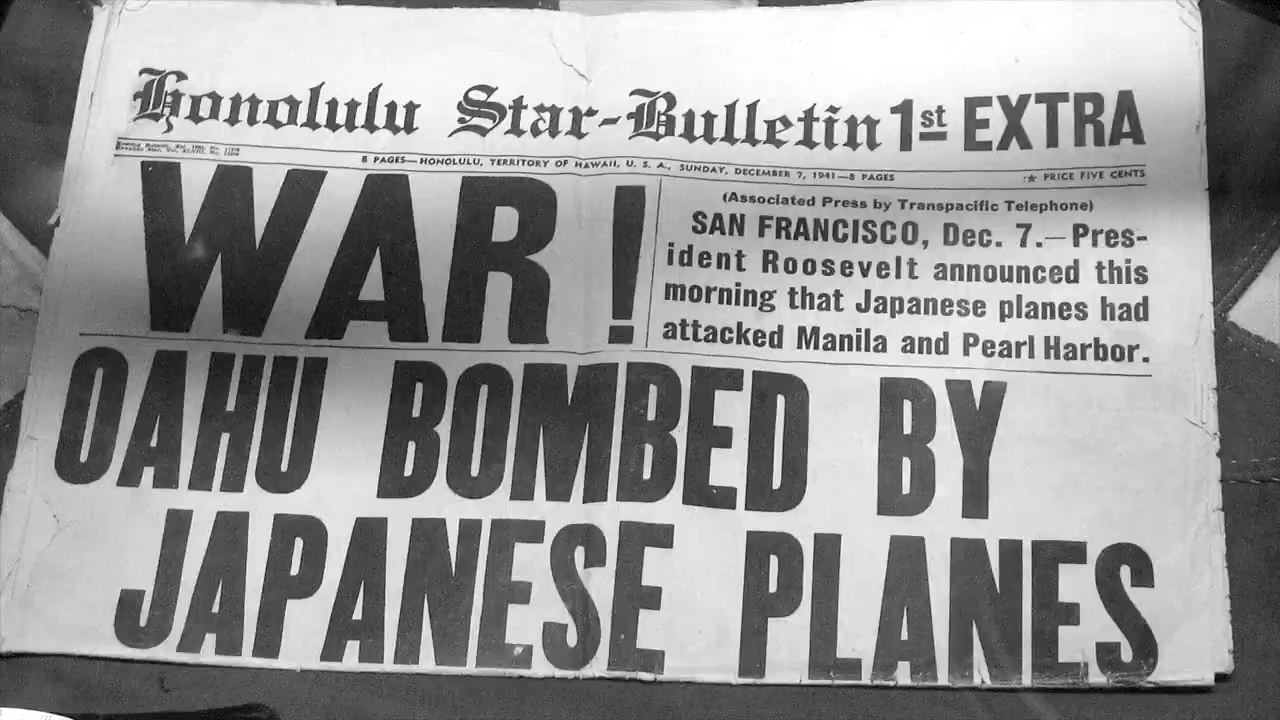 Honolulu Star-Bulletin 1st EXTRA
8 PAGES—HONOLULU, TERRITORY OF HAWAII, U. S. A., SUNDAY, DECEMBER 7, 1941—8 PAGES
★ PRICE FIVE CENTS
WAR!
(Associated Press by Transpacific Telephone)
SAN FRANCISCO, Dec. 7.—Pres-
ident Roosevelt announced this
morning that Japanese planes had
attacked Manila and Pearl Harbor.
OAHU BOMBED BY
JAPANESE PLANES